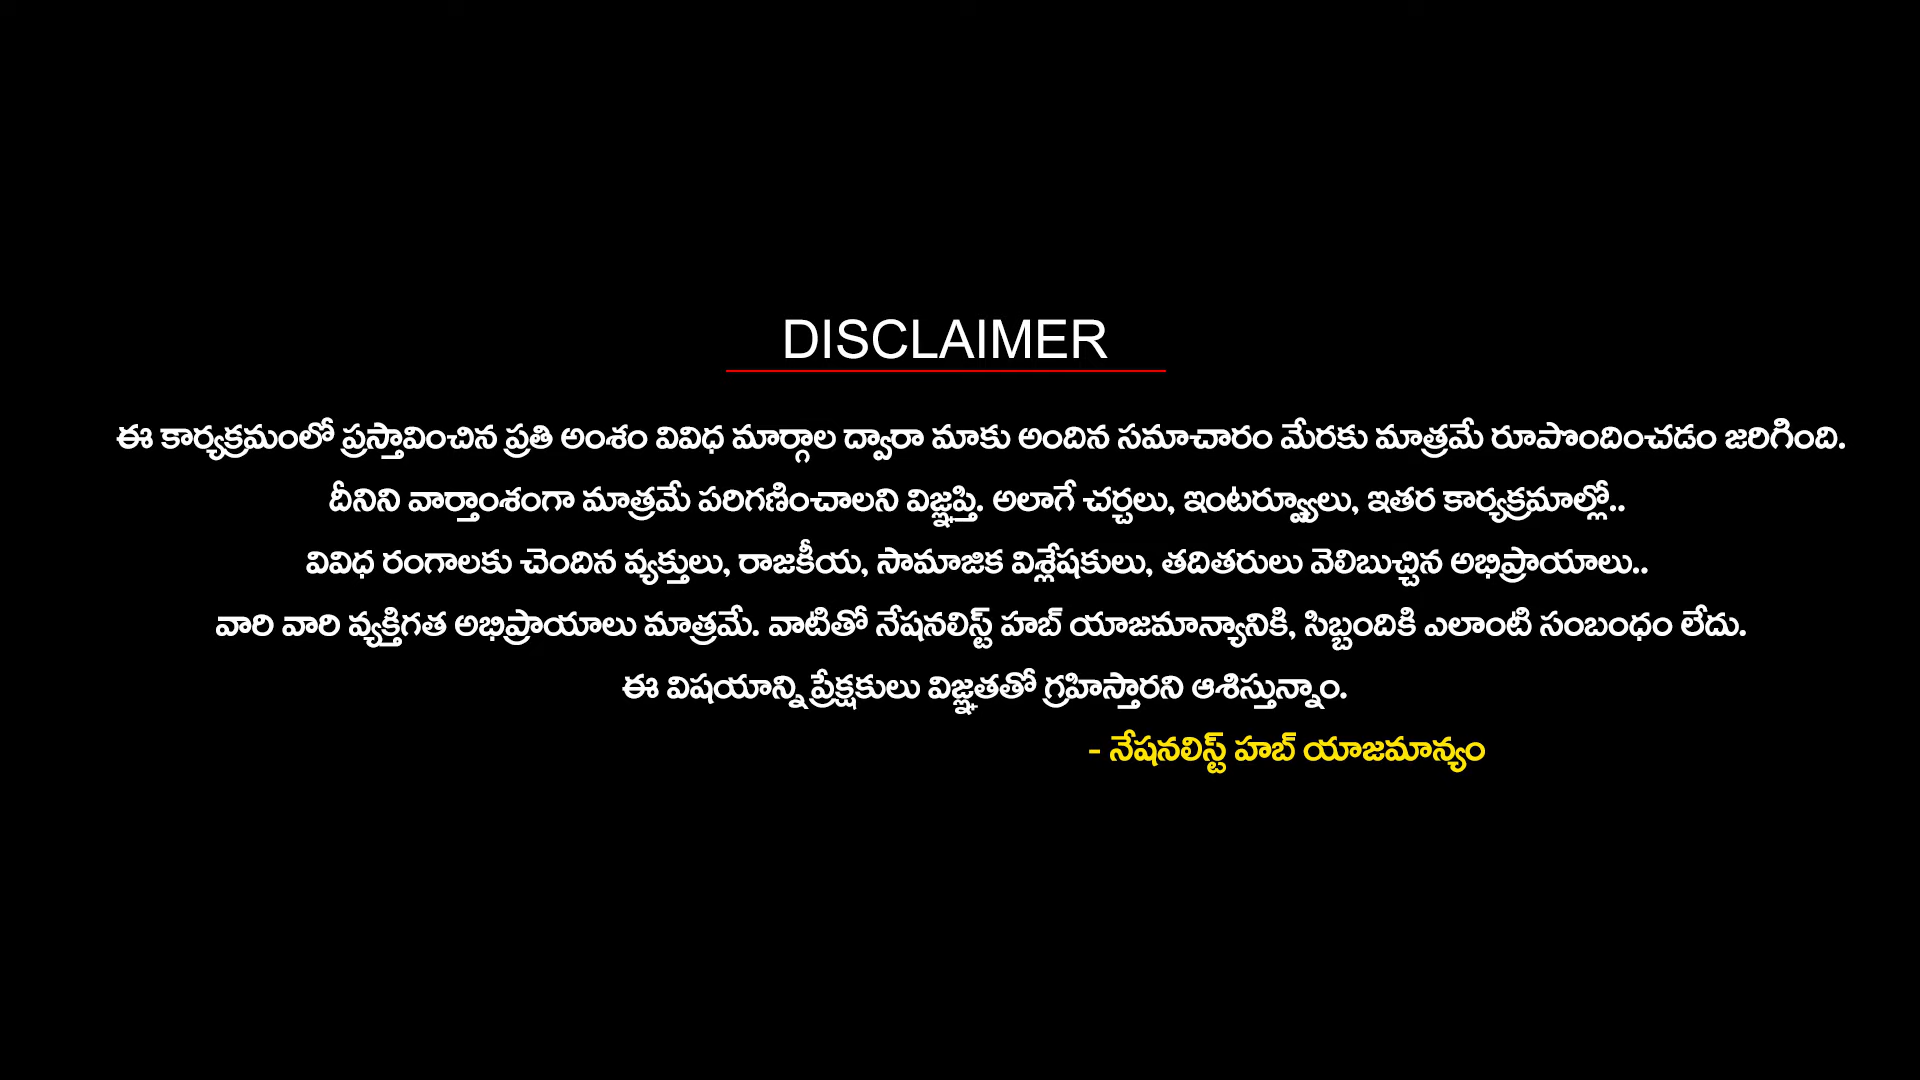 DISCLAIMER
ఈ కార్యక్రమంలో ప్రస్తావించిన ప్రతి అంశం వివిధ మార్గాల ద్వారా మాకు అందిన సమాచారం మేరకు మాత్రమే రూపొందించడం జరిగింది.
దీనిని వార్తాంశంగా మాత్రమే పరిగణించాలని విజ్ఞప్తి. అలాగే చర్చలు, ఇంటర్వ్యూలు, ఇతర కార్యక్రమాల్లో..
వివిధ రంగాలకు చెందిన వ్యక్తులు, రాజకీయ, సామాజిక విశ్లేషకులు, తదితరులు వెలిబుచ్చిన అభిప్రాయాలు..
వారి వారి వ్యక్తిగత అభిప్రాయాలు మాత్రమే. వాటితో నేషనలిస్ట్ హబ్ యాజమాన్యానికి, సిబ్బందికి ఎలాంటి సంబంధం లేదు.
ఈ విషయాన్ని ప్రేక్షకులు విజ్ఞతతో గ్రహిస్తారని ఆశిస్తున్నాం.
- నేషనలిస్ట్ హబ్ యాజమాన్యం